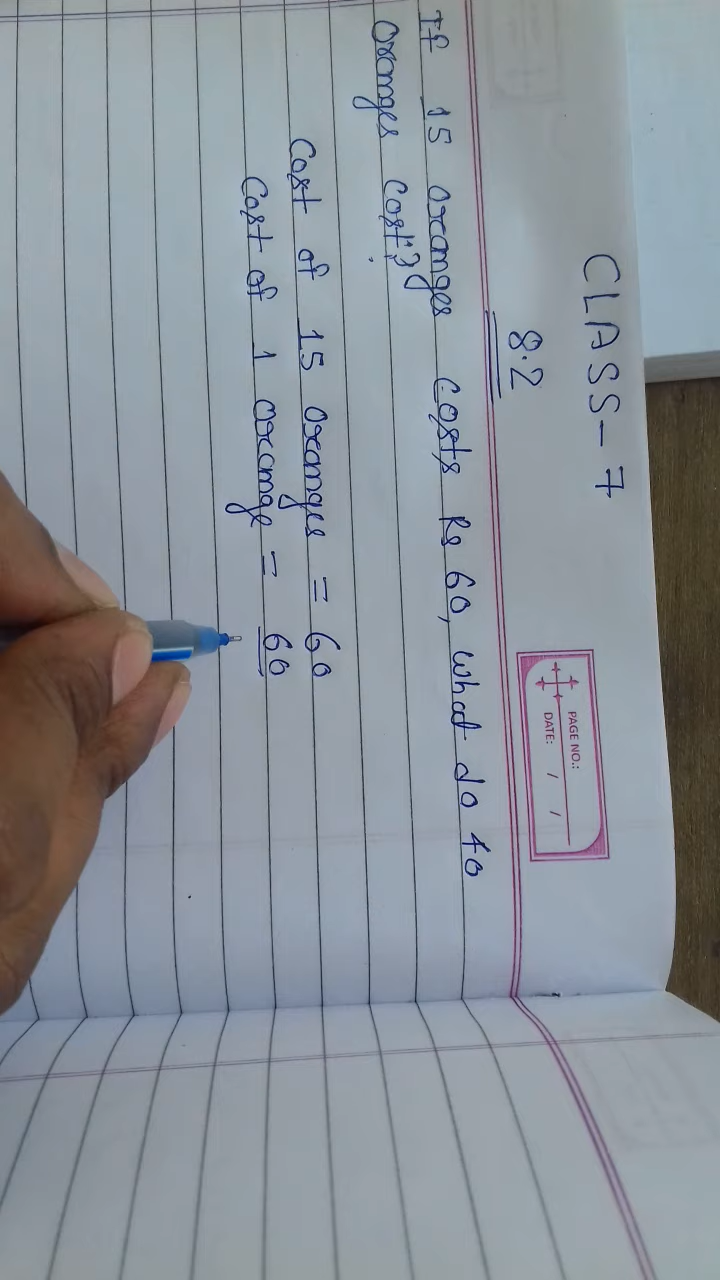 CLASS-7
8.2
PAGE NO.:
DATE: / /
If 15 oranges costs Rs 60, what do 40
oranges cost?
Cost of 15 oranges = 60
Cost of 1 orange = 60